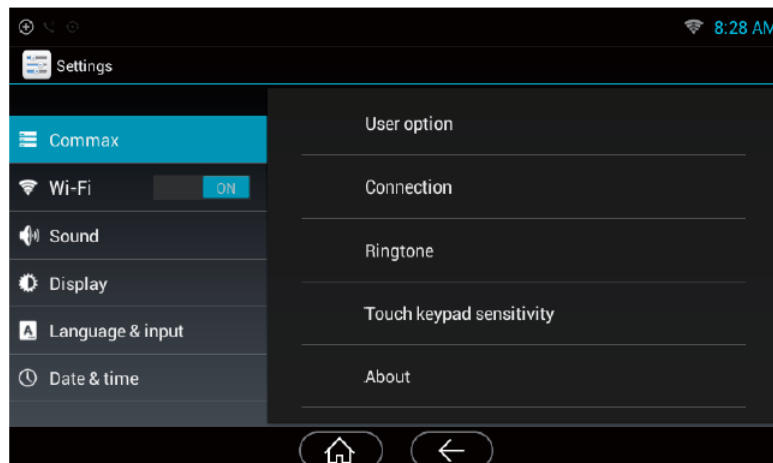 8:28 AM
Settings
Commax
Wi-Fi
ON
Sound
Display
Language & input
Date & time
User option
Connection
Ringtone
Touch keypad sensitivity
About